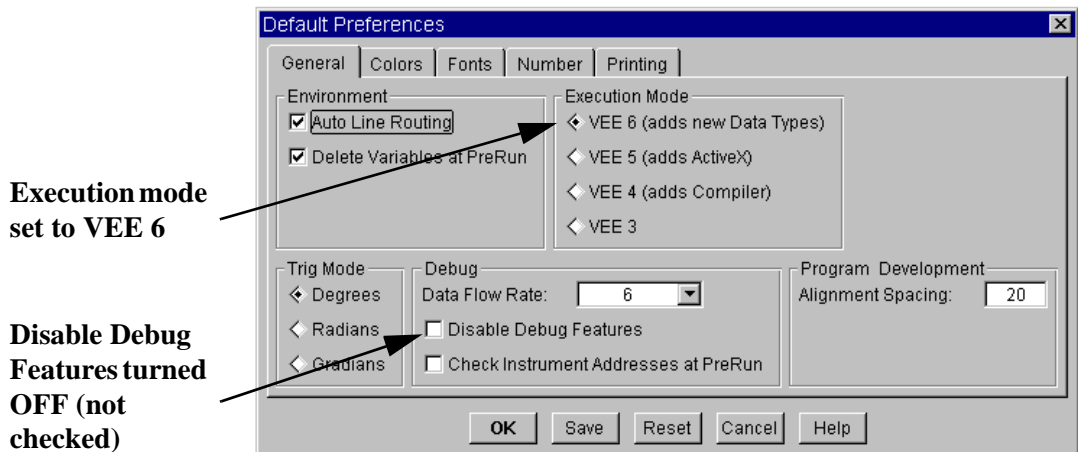 Default Preferences
General Colors Fonts Number Printing
Environment
Auto Line Routing
Delete Variables at PreRun
Execution Mode
VEE 6 (adds new Data Types)
VEE 5 (adds ActiveX)
VEE 4 (adds Compiler)
VEE 3
Execution mode
set to VEE 6
Trig Mode
Degrees
Radians
Gradians
Debug
Data Flow Rate: 6
Disable Debug Features
Check Instrument Addresses at PreRun
Program Development
Alignment Spacing: 20
Disable Debug
Features turned
OFF (not
checked)
OK Save Reset Cancel Help